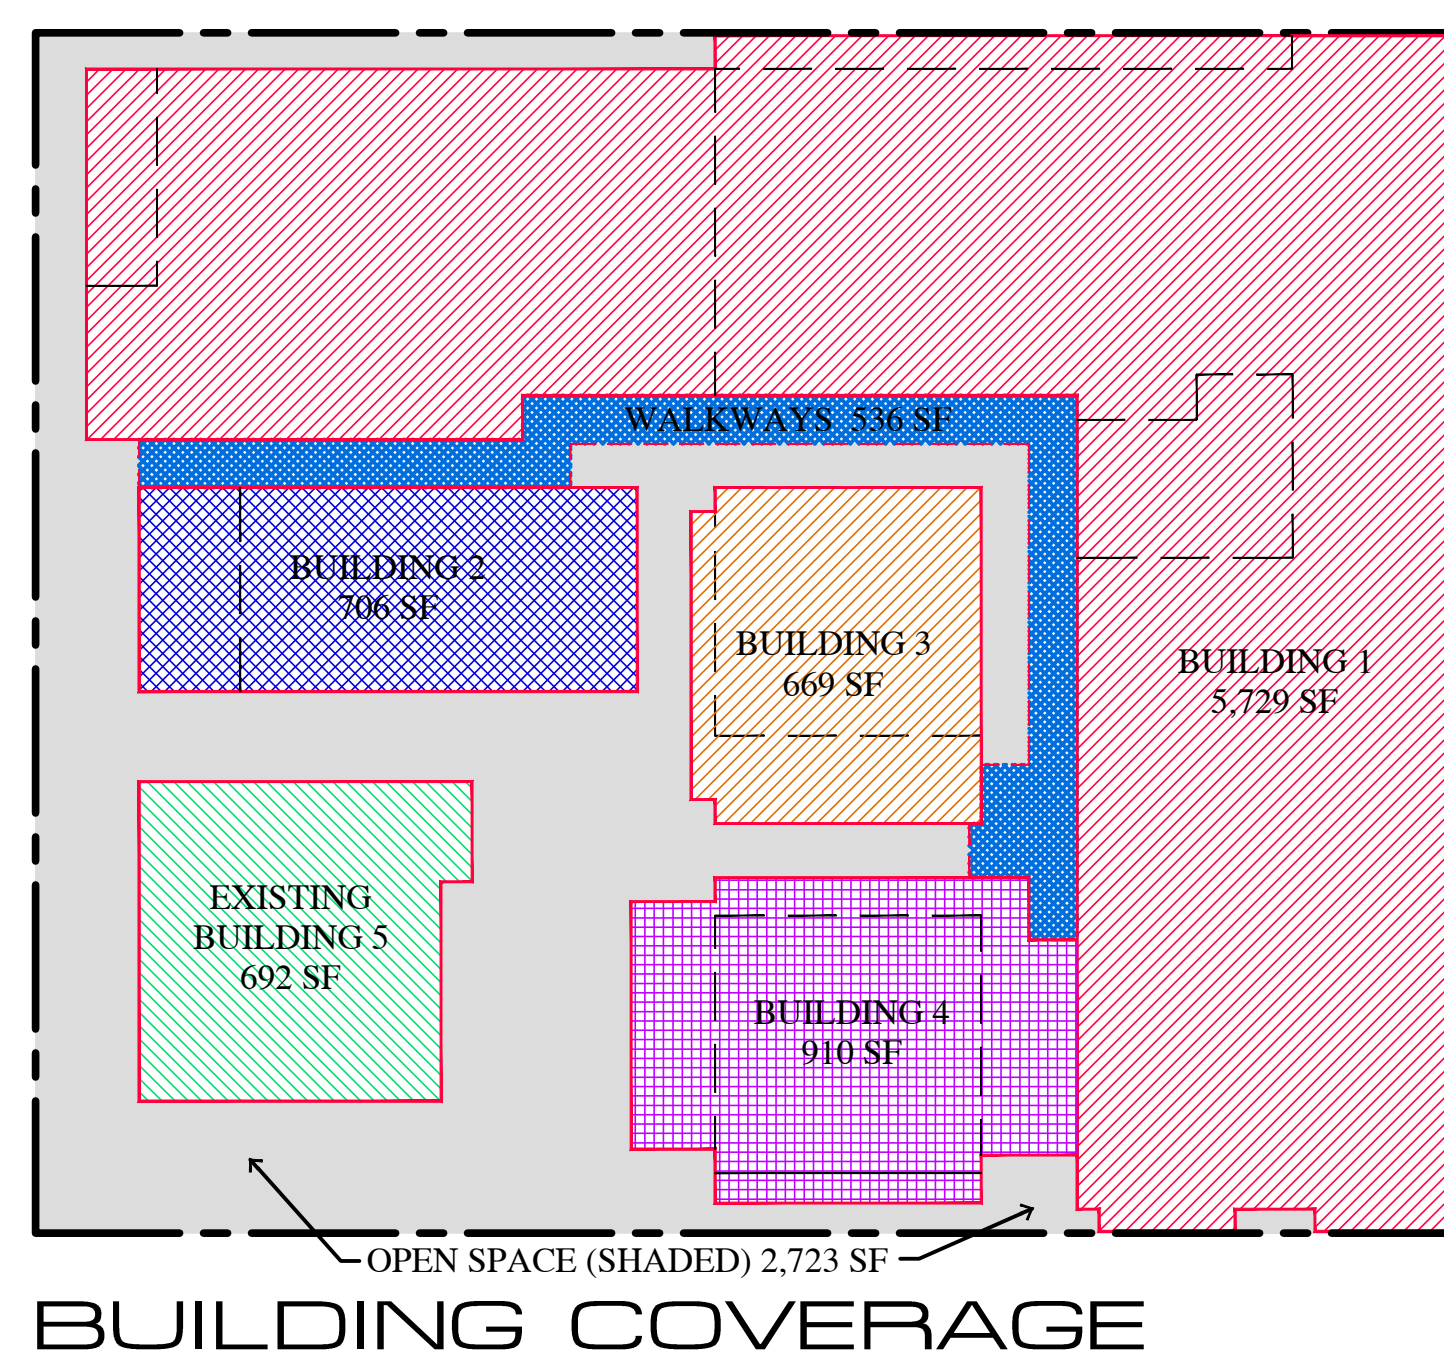 WALKWAYS 536 SF
BUILDING 2
706 SF
BUILDING 3
669 SF
BUILDING 1
5,729 SF
EXISTING
BUILDING 5
692 SF
BUILDING 4
910 SF
OPEN SPACE (SHADED) 2,723 SF
BUILDING COVERAGE